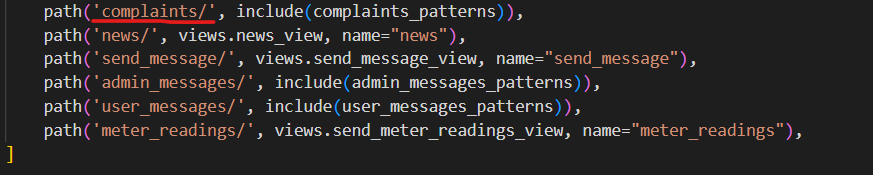 path('complaints/', include(complaints_patterns)),
path('news/', views.news_view, name="news"),
path('send_message/', views.send_message_view, name="send_message"),
path('admin_messages/', include(admin_messages_patterns)),
path('user_messages/', include(user_messages_patterns)),
path('meter_readings/', views.send_meter_readings_view, name="meter_readings"),
]